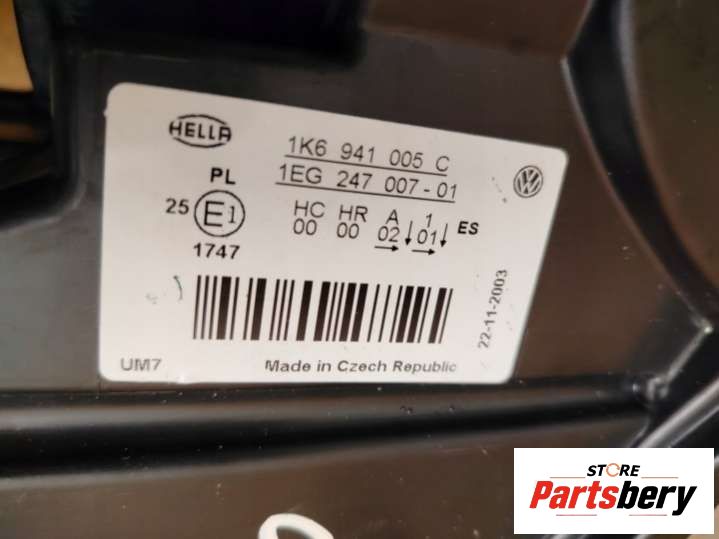 HELLA
1K6 941 005 C
1EG 247 007-01
PL
25 E1 HC HR A 1 ES
00 00 02 01
1747
22-11-2003
UM7 Made in Czech Republic
STORE
Partsbery